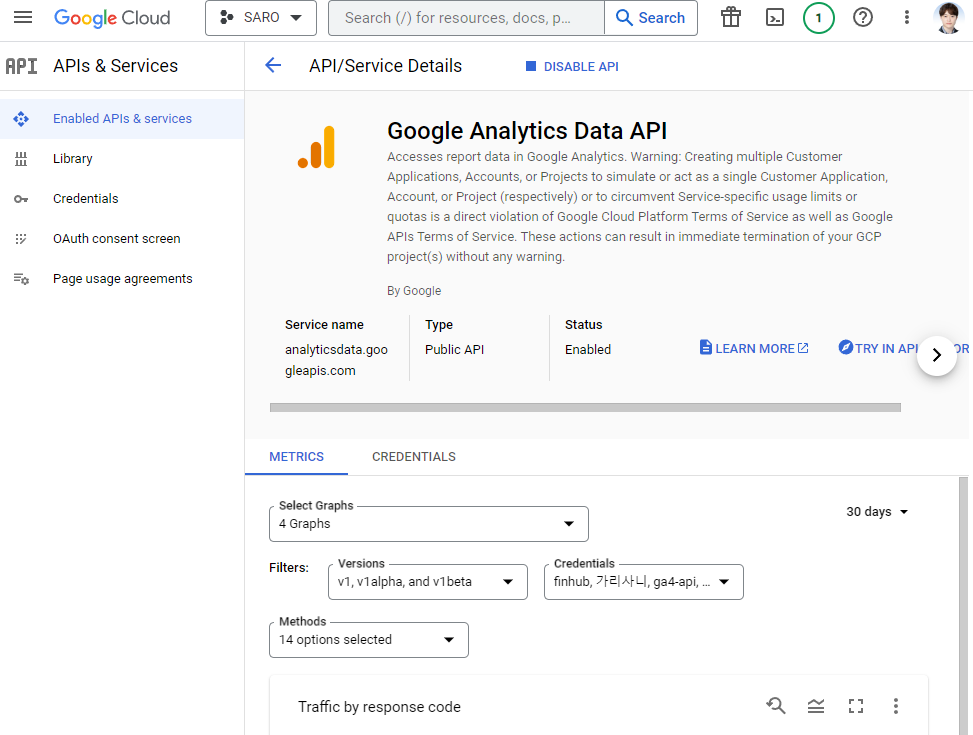 Google Cloud
SARO
Search (/) for resources, docs, p...
Search
1
API APIs & Services
API/Service Details
DISABLE API
Enabled APIs & services
Library
Credentials
OAuth consent screen
Page usage agreements
Google Analytics Data API
Accesses report data in Google Analytics. Warning: Creating multiple Customer
Applications, Accounts, or Projects to simulate or act as a single Customer Application,
Account, or Project (respectively) or to circumvent Service-specific usage limits or
quotas is a direct violation of Google Cloud Platform Terms of Service as well as Google
APIs Terms of Service. These actions can result in immediate termination of your GCP
project(s) without any warning.
By Google
Service name
analyticsdata.goo
gleapis.com
Type
Public API
Status
Enabled
LEARN MORE
TRY IN API
METRICS
CREDENTIALS
Select Graphs
4 Graphs
30 days
Filters:
Versions
v1, v1alpha, and v1beta
Credentials
finhub, 가리사니, ga4-api, ...
Methods
14 options selected
Traffic by response code